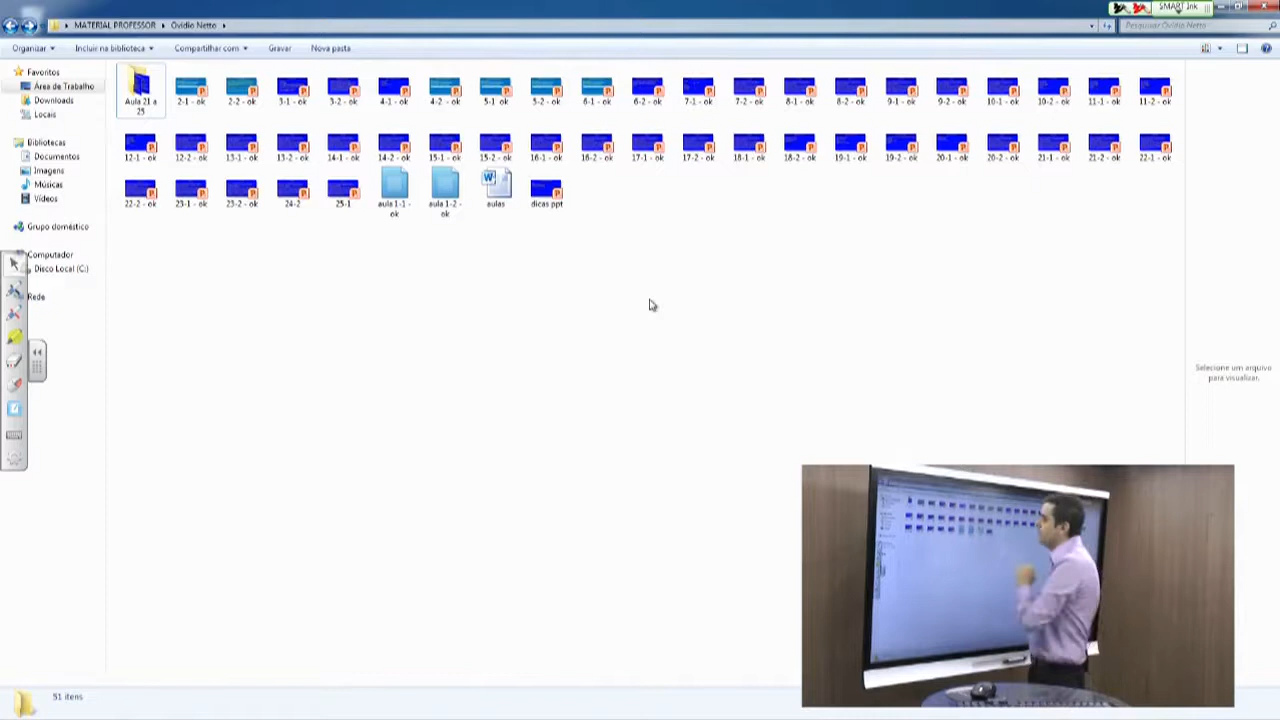 SMART Ink
MATERIAL PROFESSOR Ovidio Netto
Pesquisar Ovidio Netto
Organizar Incluir na biblioteca Compartilhar com Gravar Nova pasta
Favoritos
Área de Trabalho
Downloads
Locais
Bibliotecas
Documentos
Imagens
Músicas
Vídeos
Grupo doméstico
Computador
Disco Local (C:)
Rede
Aula 21 a 25
2-1 - ok 2-2 - ok 3-1 - ok 3-2 - ok 4-1 - ok 4-2 - ok 5-1 ok 5-2 - ok 6-1 - ok 6-2 - ok 7-1 - ok 7-2 - ok 8-1 - ok 8-2 - ok 9-1 - ok 9-2 - ok 10-1 - ok 10-2 - ok 11-1 - ok 11-2 - ok
12-1 - ok 12-2 - ok 13-1 - ok 13-2 - ok 14-1 - ok 14-2 - ok 15-1 - ok 15-2 - ok 16-1 - ok 16-2 - ok 17-1 - ok 17-2 - ok 18-1 - ok 18-2 - ok 19-1 - ok 19-2 - ok 20-1 - ok 20-2 - ok 21-1 - ok 21-2 - ok 22-1 - ok
22-2 - ok 23-1 - ok 23-2 - ok 24-2 25-1 aula 1-1 - ok aula 1-2 - ok aulas dicas ppt
Selecione um arquivo
para visualizar.
51 itens